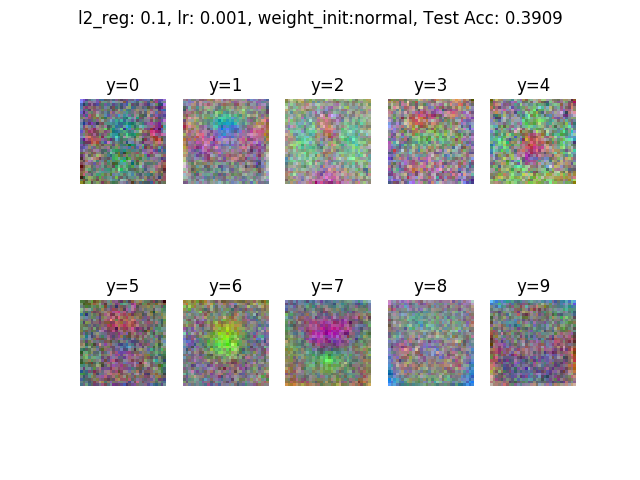 l2_reg: 0.1, lr: 0.001, weight_init:normal, Test Acc: 0.3909
y=0 y=1 y=2 y=3 y=4
y=5 y=6 y=7 y=8 y=9